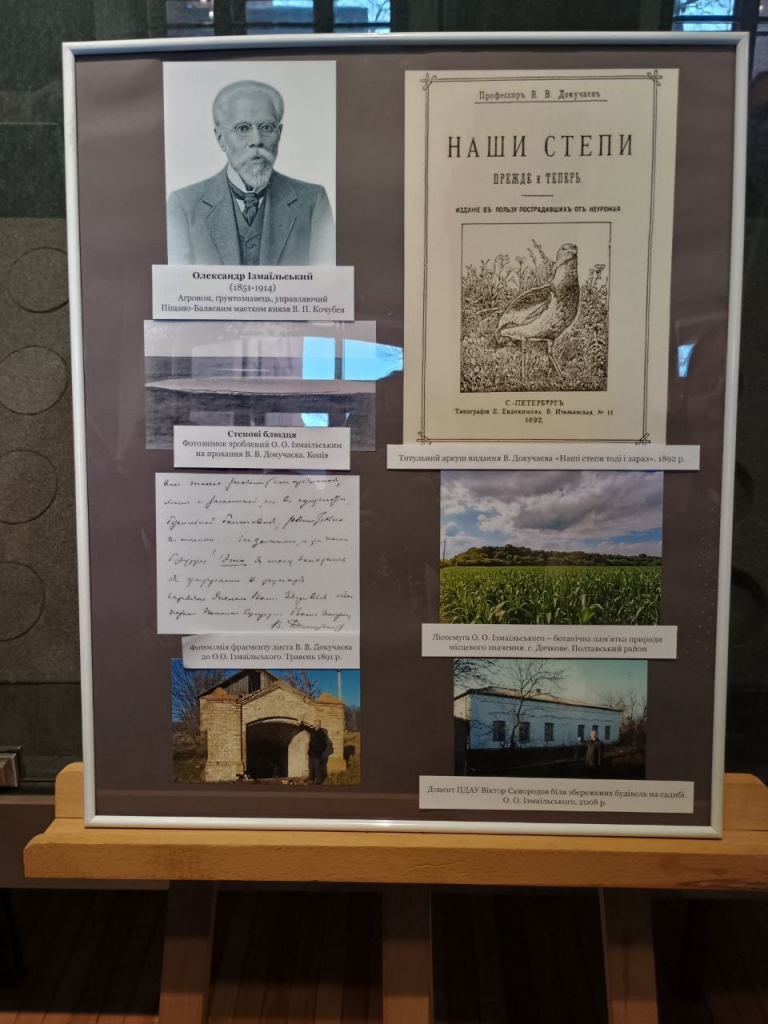 Олександр Ізмаїльський
(1851-1914)
Агроном, ґрунтознавець, управляючий
Піщано-Балясним маєтком князя В. П. Кочубея
Степові блюдця
Фотознімок зроблений О. О. Ізмаїльським
на прохання В. В. Докучаєва. Копія
Фотокопія фрагменту листа В. В. Докучаєва
до О.О. Ізмаїльського. Травень 1891 р.
Профессоръ В. В. Докучаевъ.
НАШИ СТЕПИ
ПРЕЖДЕ и ТЕПЕРЬ.
ИЗДАНІЕ ВЪ ПОЛЬЗУ ПОСТРАДАВШИХЪ ОТЪ НЕУРОЖАЯ
С.-ПЕТЕРБУРГЪ
Типографія Е. Евдокимова. Б. Итальянская, № 11
1892.
Титульний аркуш видання В. Докучаєва «Наші степи тоді і зараз». 1892 р.
Лісосмуга О. О. Ізмаїльського – ботанічна пам'ятка природи
місцевого значення. с. Дячкове. Полтавський район
Доцент ПДАУ Віктор Самородов біля збережених будівель на садибі
О. О. Ізмаїльського. 2008 р.